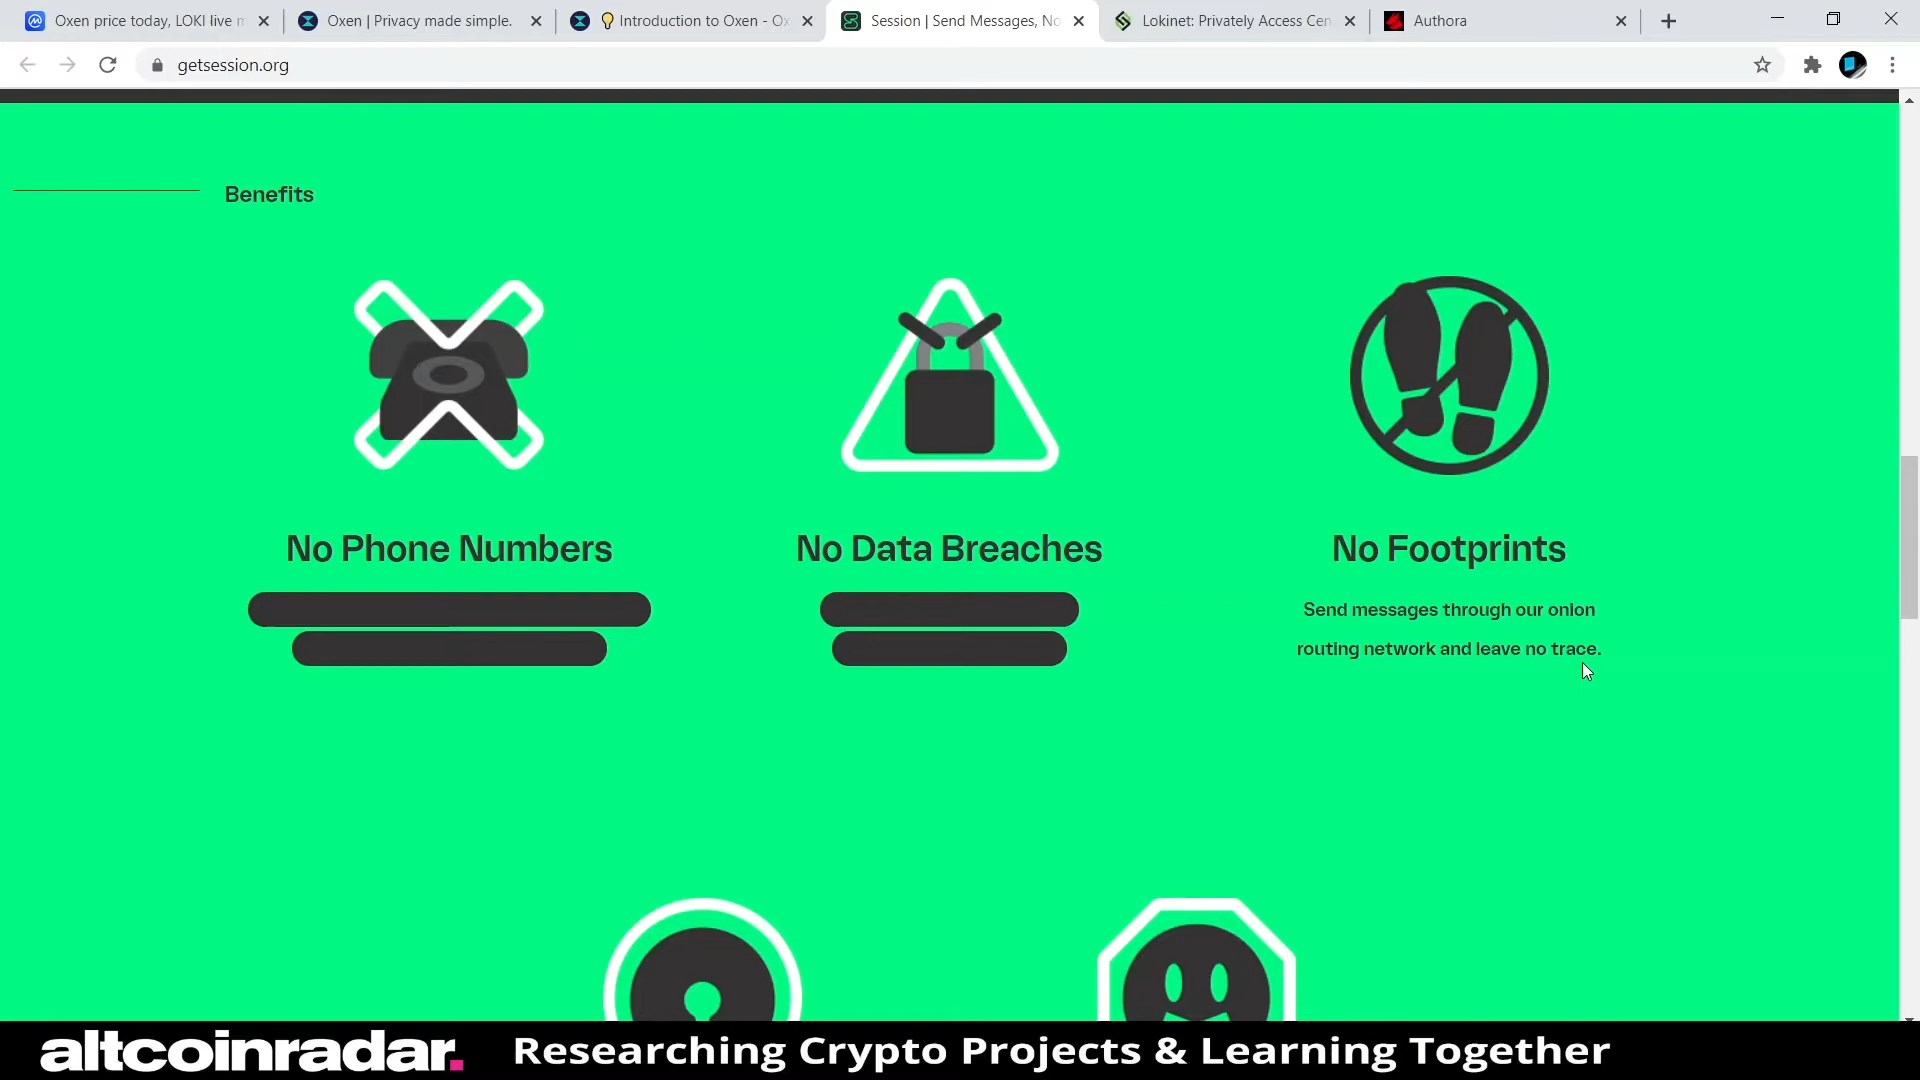 Oxen price today, LOKI live m
Oxen | Privacy made simple.
Introduction to Oxen - Ox
Session | Send Messages, No
Lokinet: Privately Access Cen
Authora
getsession.org
Benefits
No Phone Numbers
No Data Breaches
No Footprints
Send messages through our onion
routing network and leave no trace.
altcoinradar.
Researching Crypto Projects & Learning Together